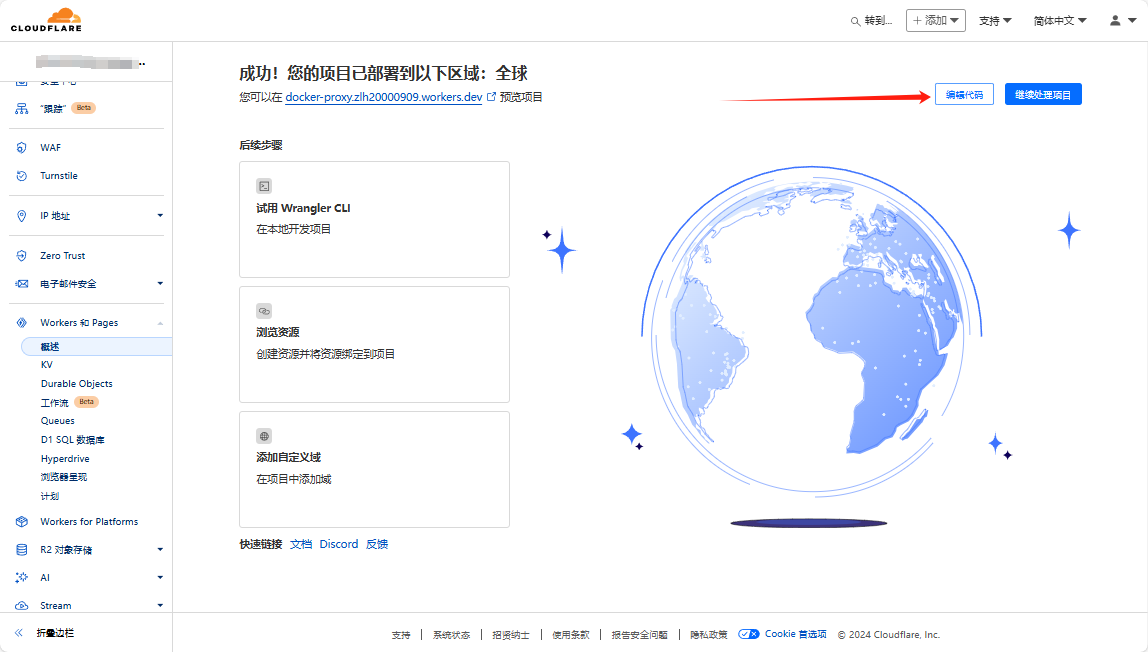 CLOUDFLARE
转到...
+ 添加
支持
简体中文
..
安全中心
“跟踪” Beta
WAF
Turnstile
IP 地址
Zero Trust
电子邮件安全
Workers 和 Pages
概述
KV
Durable Objects
工作流 Beta
Queues
D1 SQL 数据库
Hyperdrive
浏览器呈现
计划
Workers for Platforms
R2 对象存储
AI
Stream
折叠边栏
成功！您的项目已部署到以下区域：全球
您可以在 docker-proxy.zlh20000909.workers.dev 预览项目
编辑代码
继续处理项目
后续步骤
试用 Wrangler CLI
在本地开发项目
浏览资源
创建资源并将资源绑定到项目
添加自定义域
在项目中添加域
快速链接 文档 Discord 反馈
支持 | 系统状态 | 招贤纳士 | 使用条款 | 报告安全问题 | 隐私政策 Cookie 首选项 © 2024 Cloudflare, Inc.